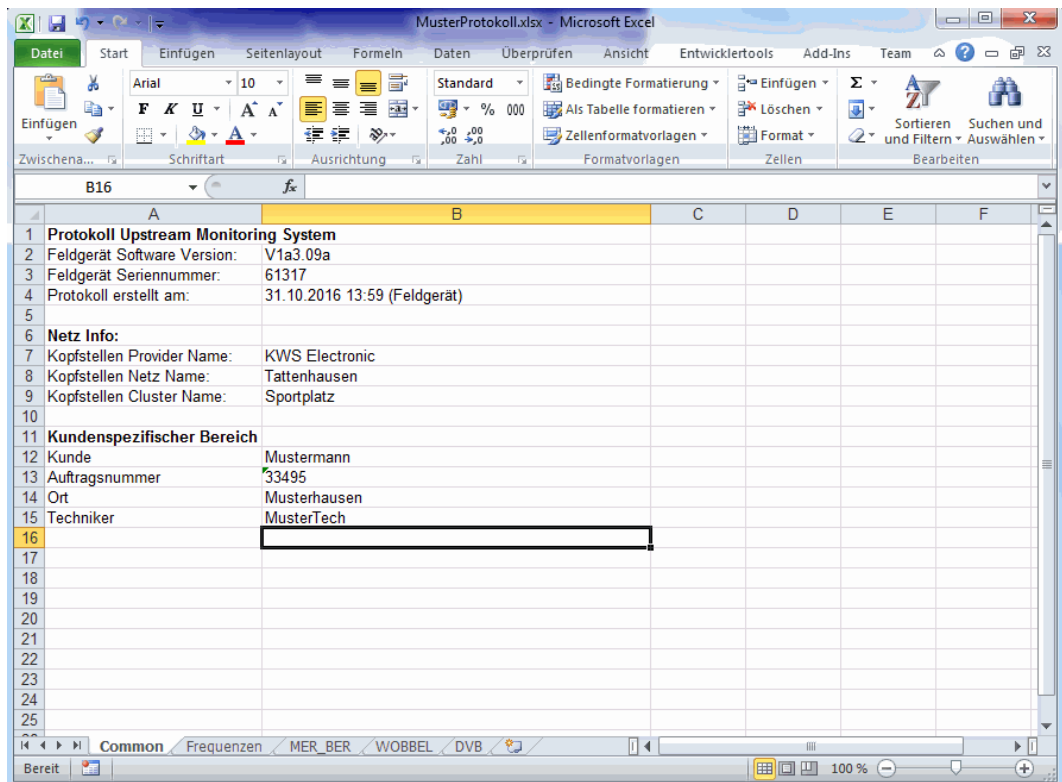 MusterProtokoll.xlsx - Microsoft Excel
Datei Start Einfügen Seitenlayout Formeln Daten Überprüfen Ansicht Entwicklertools Add-Ins Team
Arial 10 Standard Bedingte Formatierung Einfügen Σ
Einfügen F K U A A % 000 Als Tabelle formatieren Löschen Sortieren und Filtern Suchen und Auswählen
A Zellenformatvorlagen Format
Zwischena... Schriftart Ausrichtung Zahl Formatvorlagen Zellen Bearbeiten
B16 fx
A B C D E F
1 Protokoll Upstream Monitoring System
2 Feldgerät Software Version: V1a3.09a
3 Feldgerät Seriennummer: 61317
4 Protokoll erstellt am: 31.10.2016 13:59 (Feldgerät)
5
6 Netz Info:
7 Kopfstellen Provider Name: KWS Electronic
8 Kopfstellen Netz Name: Tattenhausen
9 Kopfstellen Cluster Name: Sportplatz
10
11 Kundenspezifischer Bereich
12 Kunde Mustermann
13 Auftragsnummer 33495
14 Ort Musterhausen
15 Techniker MusterTech
16
17
18
19
20
21
22
23
24
25
Common Frequenzen MER_BER WOBBEL DVB
Bereit 100 %